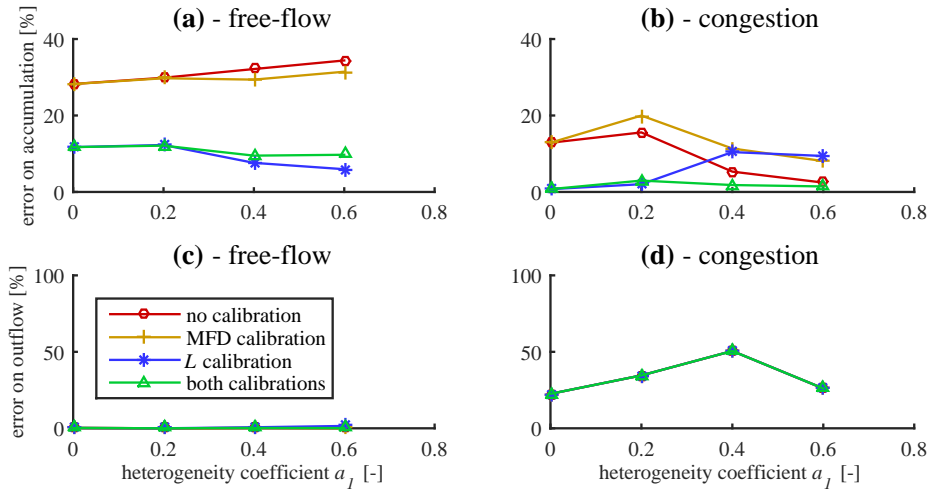 (a) - free-flow
(b) - congestion
error on accumulation [%]
40
20
0
0 0.2 0.4 0.6 0.8
40
20
0
0 0.2 0.4 0.6 0.8
(c) - free-flow
(d) - congestion
error on outflow [%]
100
50
0
no calibration
MFD calibration
L calibration
both calibrations
0 0.2 0.4 0.6 0.8
heterogeneity coefficient a1 [-]
100
50
0
0 0.2 0.4 0.6 0.8
heterogeneity coefficient a1 [-]